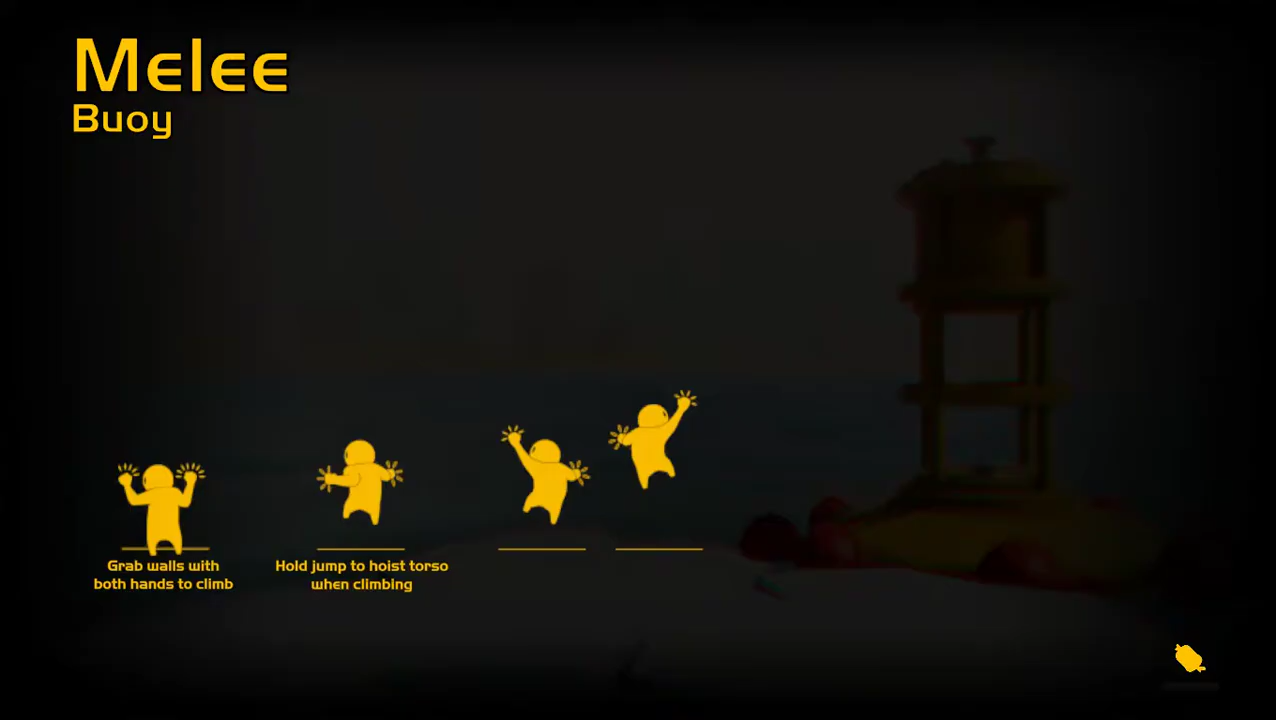 Melee
Buoy
Grab walls with
both hands to climb
Hold jump to hoist torso
when climbing